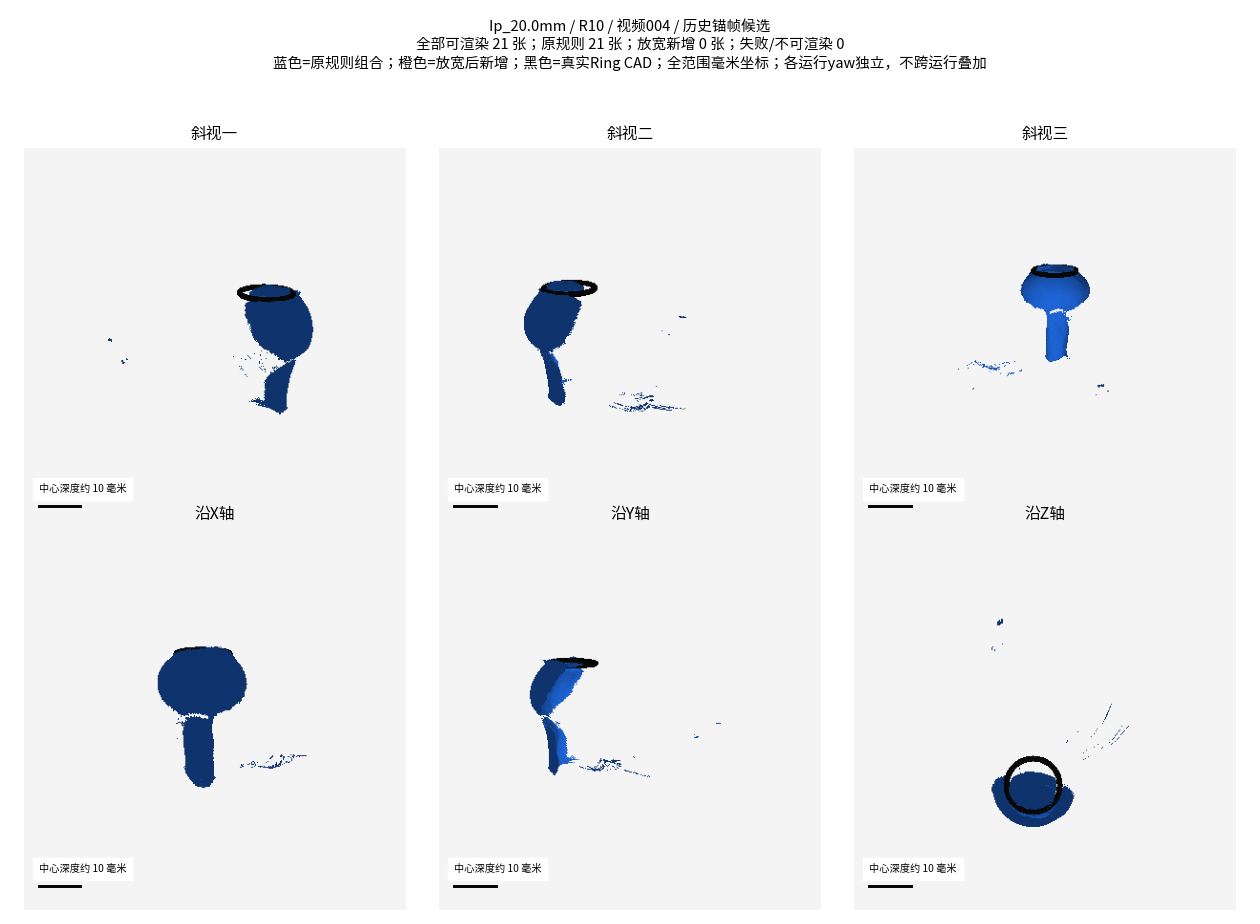 Ip_20.0mm / R10 / 视频004 / 历史锚帧候选
全部可渲染 21 张；原规则 21 张；放宽新增 0 张；失败/不可渲染 0
蓝色=原规则组合；橙色=放宽后新增；黑色=真实Ring CAD；全范围毫米坐标；各运行yaw独立，不跨运行叠加
斜视一
斜视二
斜视三
中心深度约 10 毫米
中心深度约 10 毫米
中心深度约 10 毫米
沿X轴
沿Y轴
沿Z轴
中心深度约 10 毫米
中心深度约 10 毫米
中心深度约 10 毫米